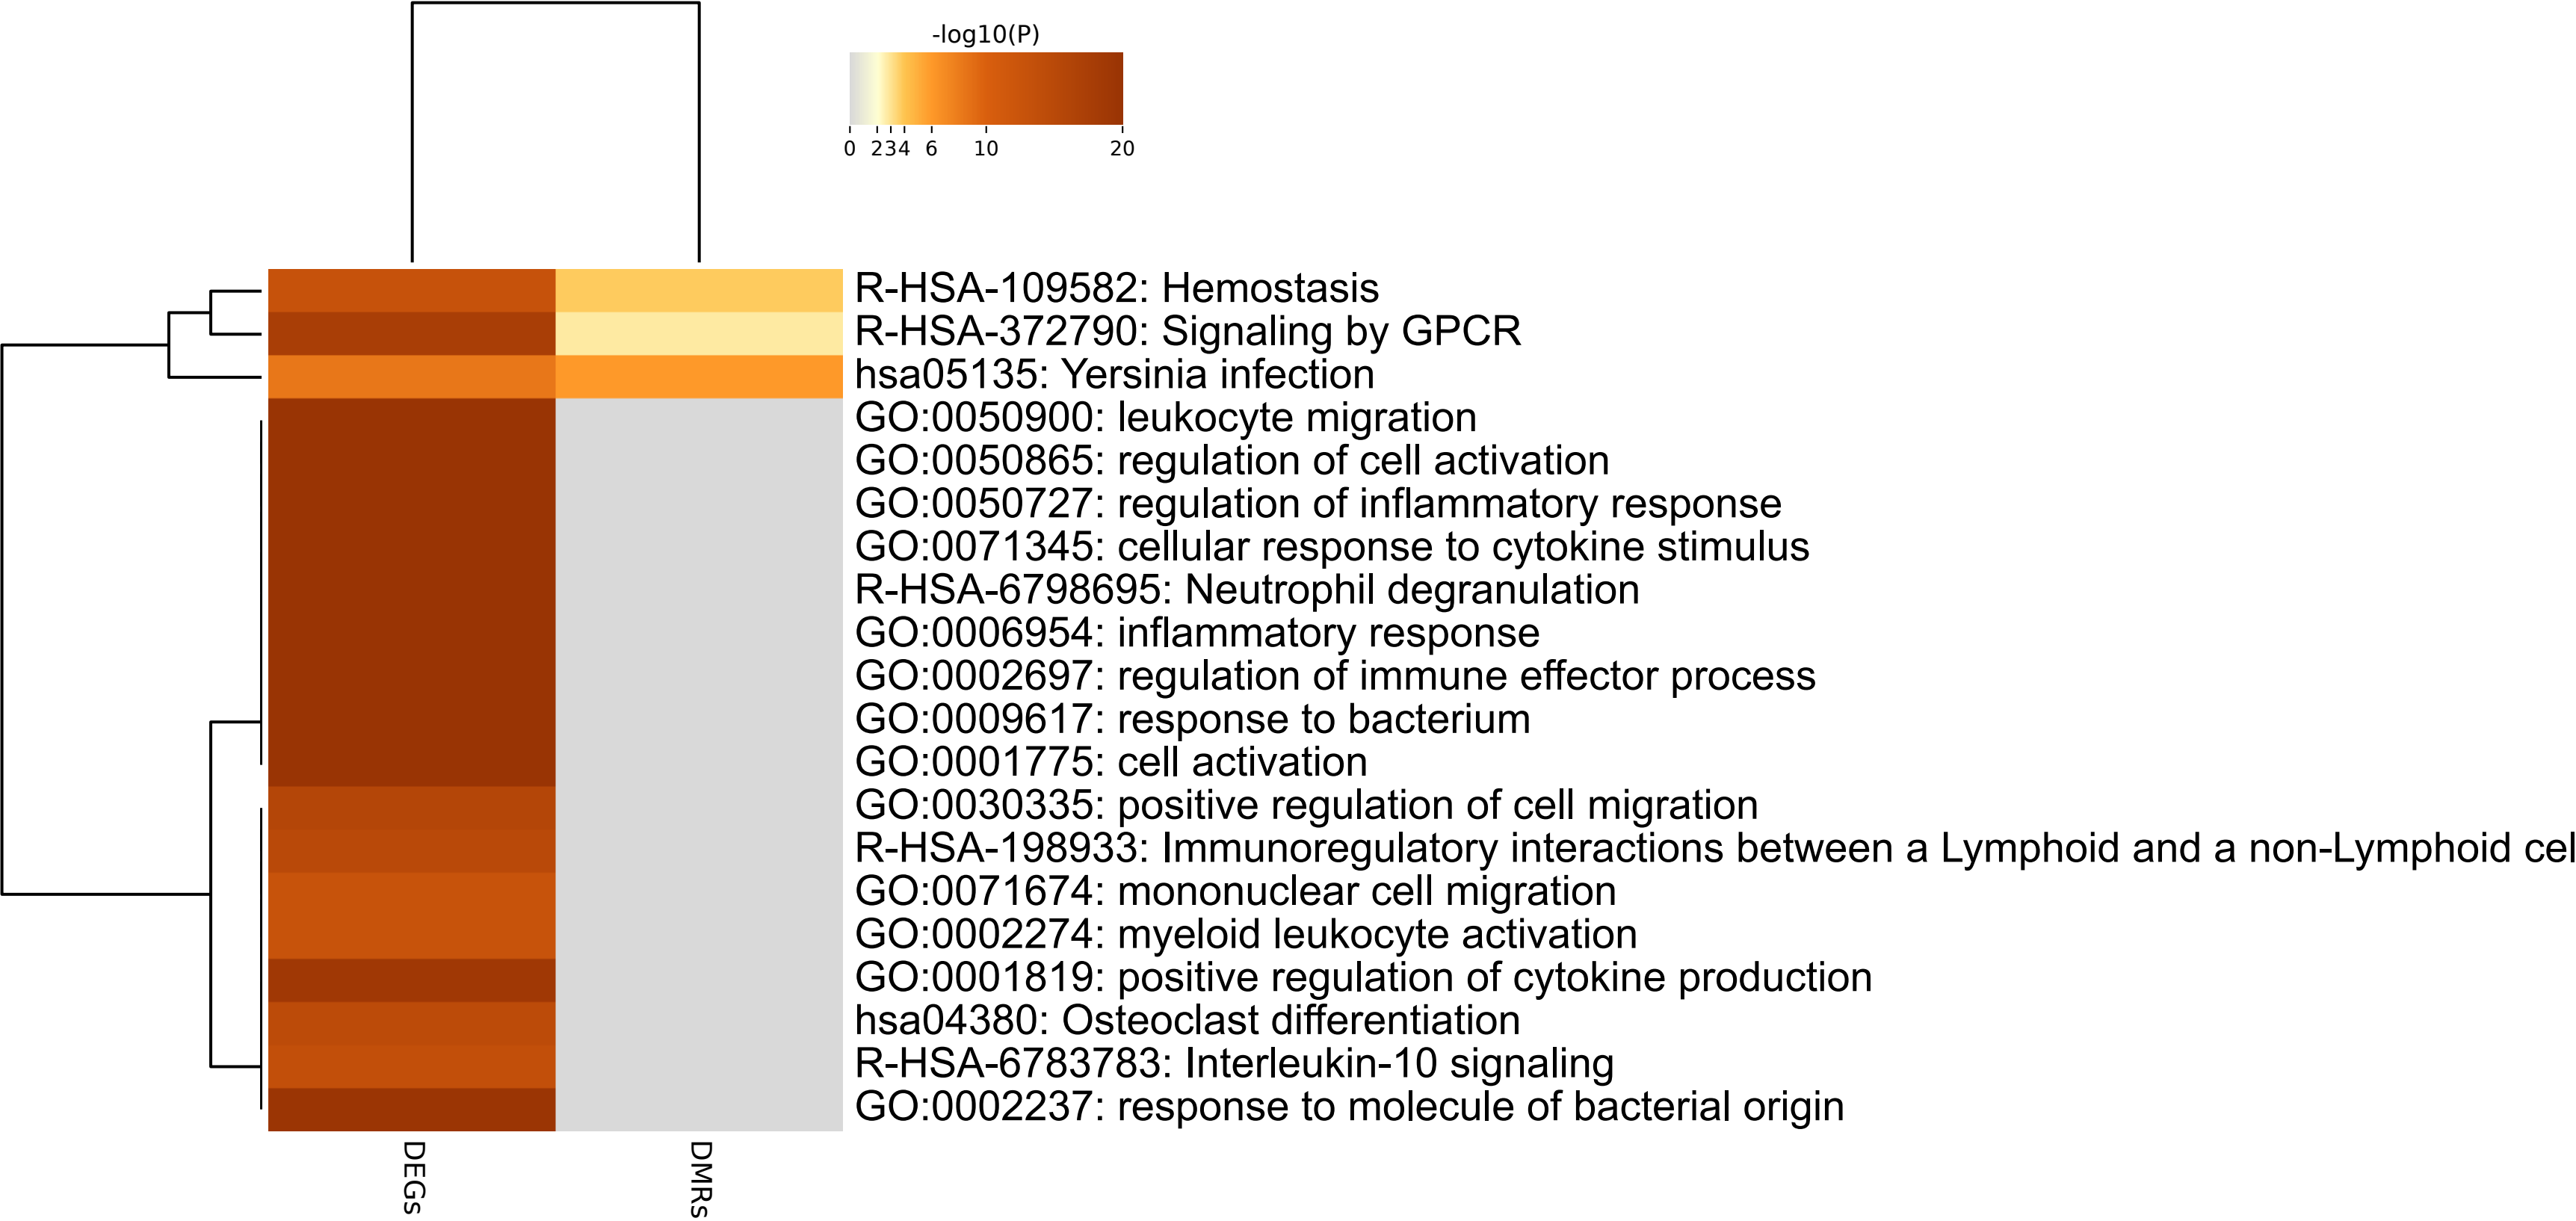 -log10(P)
0 2 3 4 6 10 20
R-HSA-109582: Hemostasis
R-HSA-372790: Signaling by GPCR
hsa05135: Yersinia infection
GO:0050900: leukocyte migration
GO:0050865: regulation of cell activation
GO:0050727: regulation of inflammatory response
GO:0071345: cellular response to cytokine stimulus
R-HSA-6798695: Neutrophil degranulation
GO:0006954: inflammatory response
GO:0002697: regulation of immune effector process
GO:0009617: response to bacterium
GO:0001775: cell activation
GO:0030335: positive regulation of cell migration
R-HSA-198933: Immunoregulatory interactions between a Lymphoid and a non-Lymphoid cel
GO:0071674: mononuclear cell migration
GO:0002274: myeloid leukocyte activation
GO:0001819: positive regulation of cytokine production
hsa04380: Osteoclast differentiation
R-HSA-6783783: Interleukin-10 signaling
GO:0002237: response to molecule of bacterial origin
DEGs
DMRs